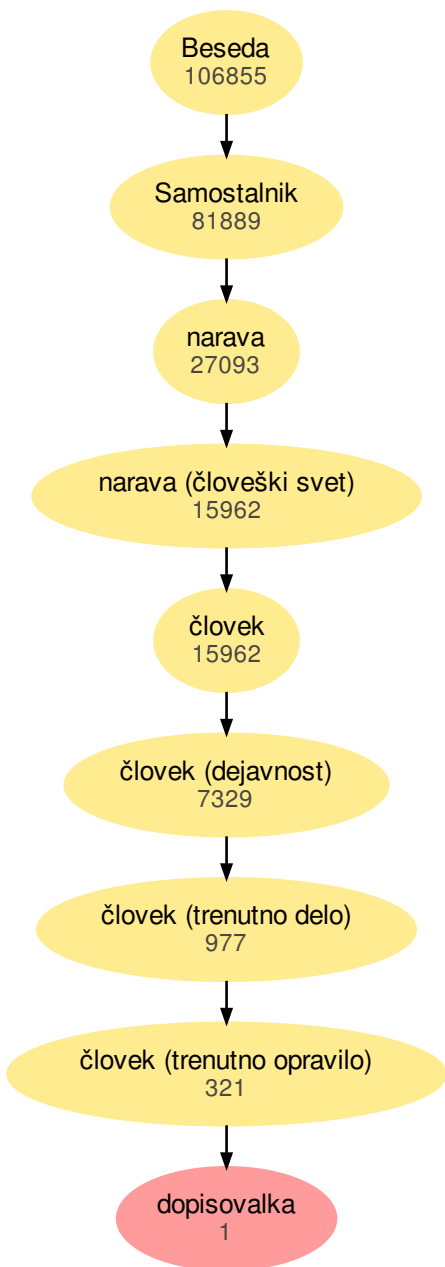 Beseda
106855
Samostalnik
81889
narava
27093
narava (človeški svet)
15962
človek
15962
človek (dejavnost)
7329
človek (trenutno delo)
977
človek (trenutno opravilo)
321
dopisovalka
1